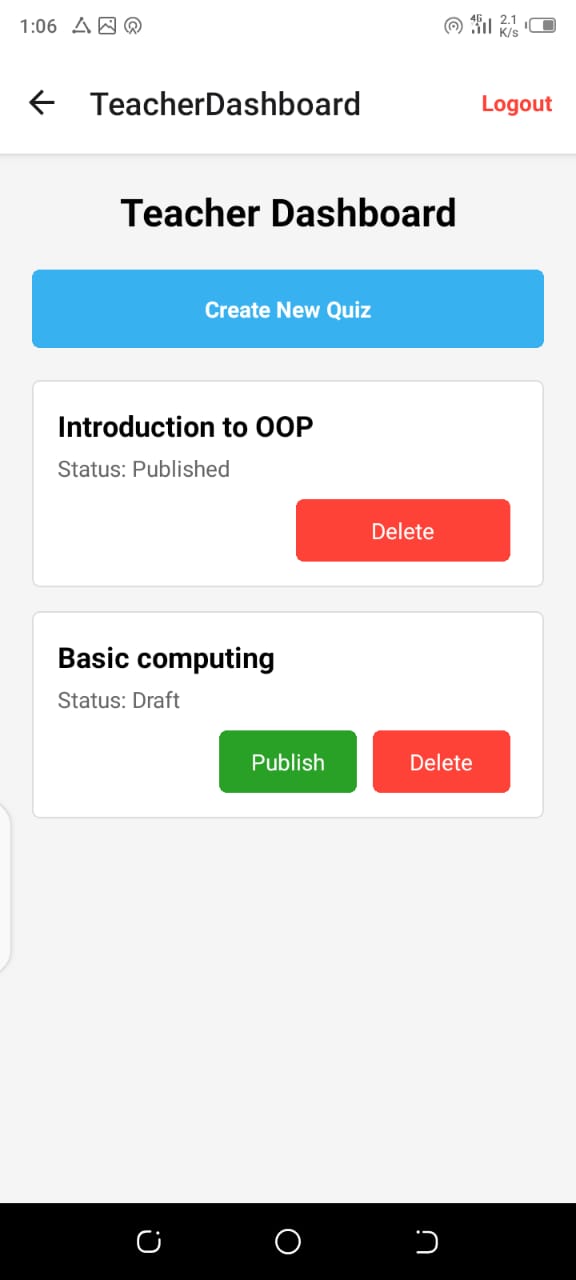 1:06 4G 2.1 K/s
TeacherDashboard Logout
Teacher Dashboard
Create New Quiz
Introduction to OOP
Status: Published
Delete
Basic computing
Status: Draft
Publish Delete